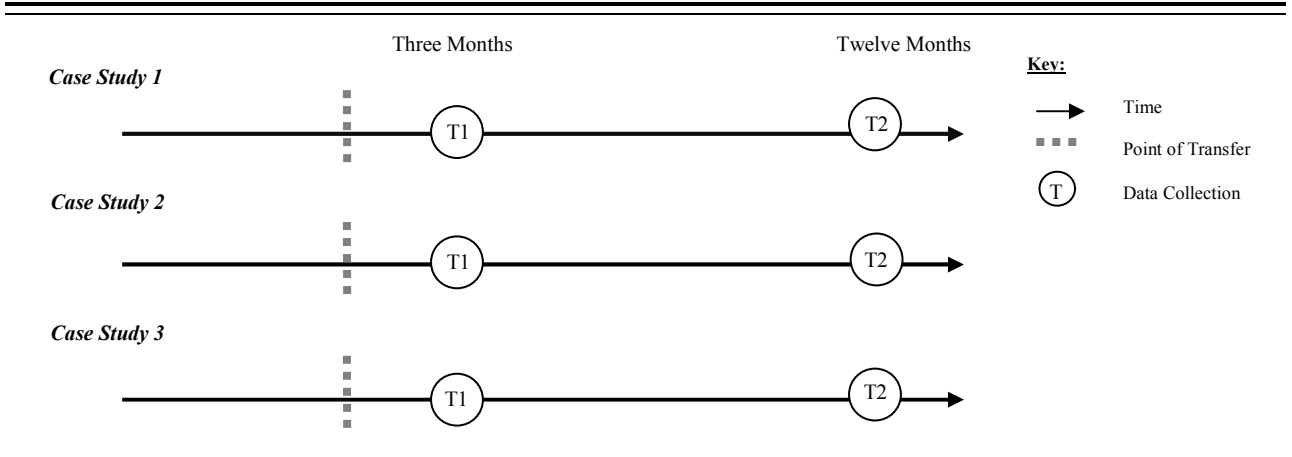 Three Months
Twelve Months
Key:
Case Study 1
Time
T1
T2
Point of Transfer
T
Data Collection
Case Study 2
T1
T2
Case Study 3
T1
T2